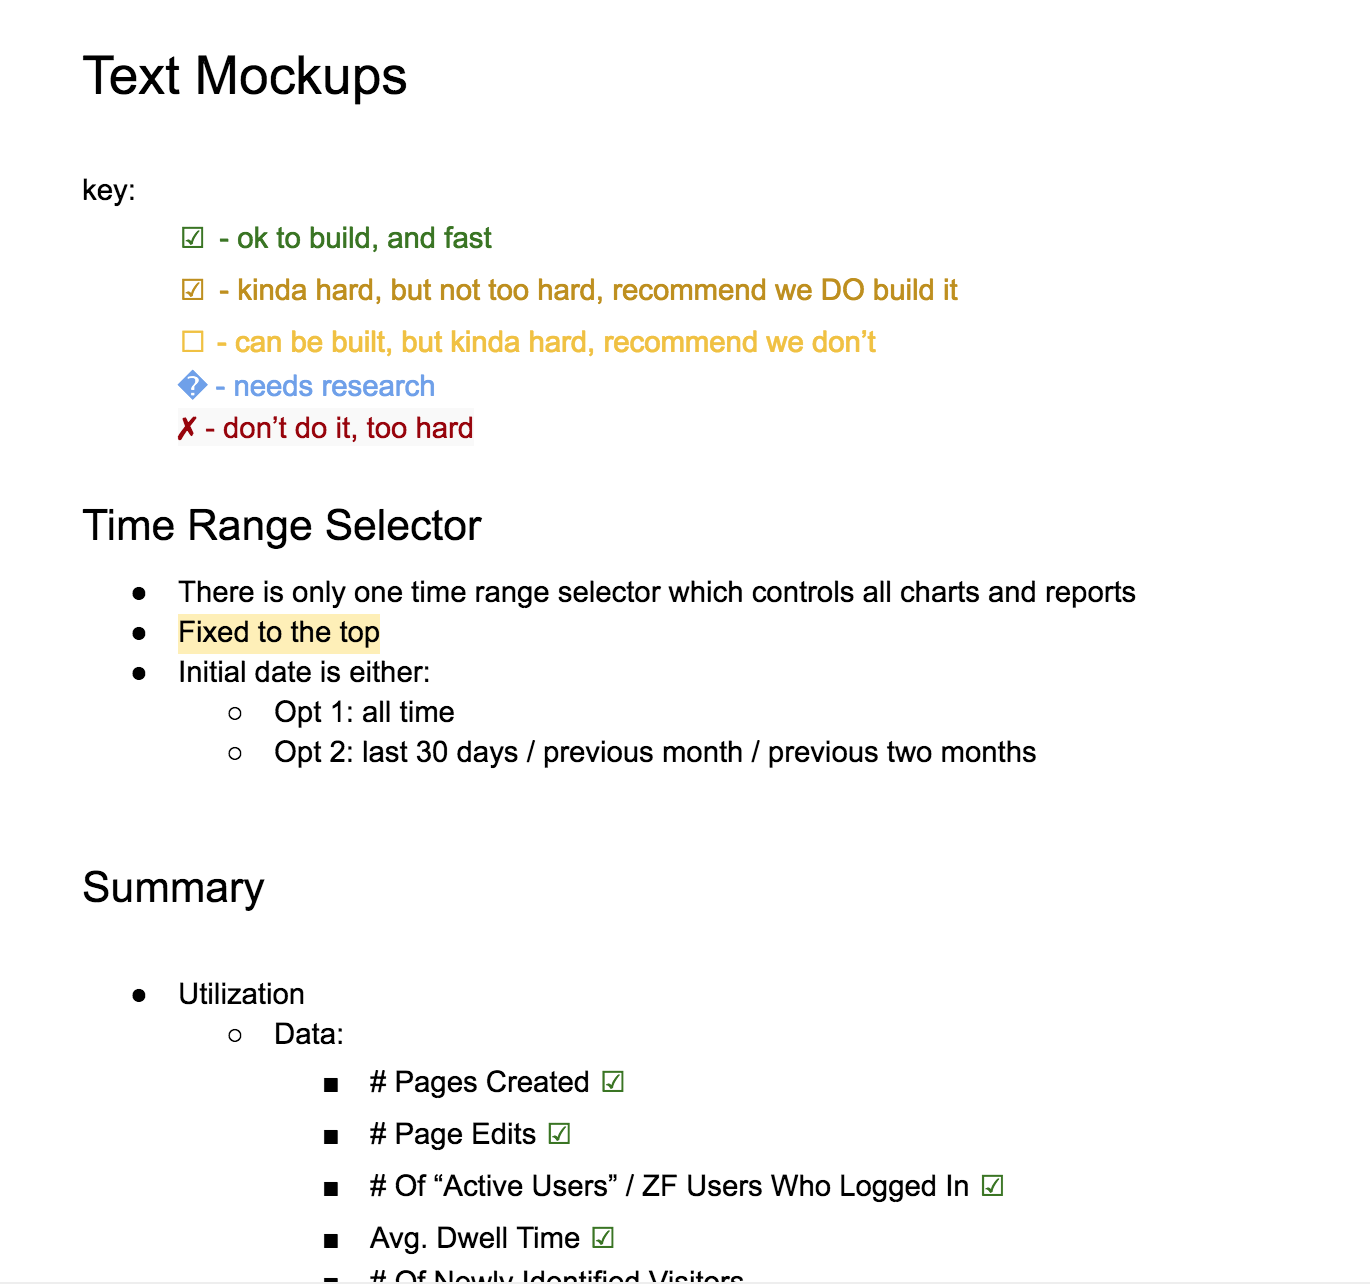 Text Mockups
key:
☑ - ok to build, and fast
☑ - kinda hard, but not too hard, recommend we DO build it
☐ - can be built, but kinda hard, recommend we don’t
� - needs research
✗ - don’t do it, too hard
Time Range Selector
● There is only one time range selector which controls all charts and reports
● Fixed to the top
● Initial date is either:
○ Opt 1: all time
○ Opt 2: last 30 days / previous month / previous two months
Summary
● Utilization
○ Data:
■ # Pages Created ☑
■ # Page Edits ☑
■ # Of “Active Users” / ZF Users Who Logged In ☑
■ Avg. Dwell Time ☑
■ # Of Newly Identified Visitors